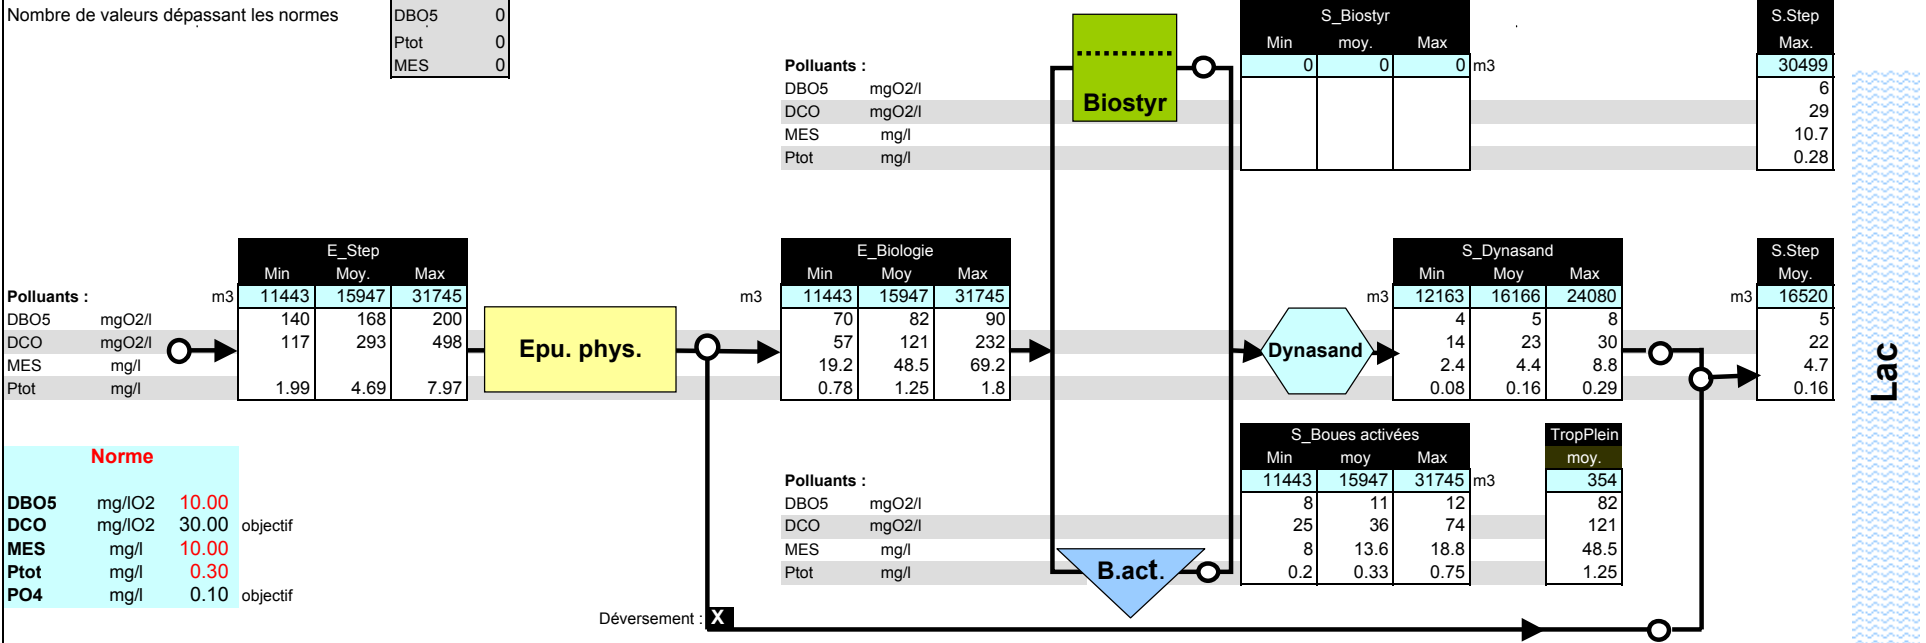 Nombre de valeurs dépassant les normes
DBO5 0
Ptot 0
MES 0
Polluants :
DBO5 mgO2/l
DCO mgO2/l
MES mg/l
Ptot mg/l
Biostyr
S_Biostyr
Min moy. Max
0 0 0 m3
S.Step
Max.
30499
6
29
10.7
0.28
Polluants : m3
DBO5 mgO2/l
DCO mgO2/l
MES mg/l
Ptot mg/l
E_Step
Min Moy. Max
11443 15947 31745
140 168 200
117 293 498
1.99 4.69 7.97
Epu. phys.
m3
E_Biologie
Min Moy Max
11443 15947 31745
70 82 90
57 121 232
19.2 48.5 69.2
0.78 1.25 1.8
Dynasand
m3
S_Dynasand
Min Moy Max
12163 16166 24080
4 5 8
14 23 30
2.4 4.4 8.8
0.08 0.16 0.29
m3
S.Step
Moy.
16520
5
22
4.7
0.16
Lac
Norme
DBO5 mg/lO2 10.00
DCO mg/lO2 30.00 objectif
MES mg/l 10.00
Ptot mg/l 0.30
PO4 mg/l 0.10 objectif
Polluants :
DBO5 mgO2/l
DCO mgO2/l
MES mg/l
Ptot mg/l
B.act.
S_Boues activées
Min moy Max
11443 15947 31745 m3
8 11 12
25 36 74
8 13.6 18.8
0.2 0.33 0.75
TropPlein
moy.
354
82
121
48.5
1.25
Déversement : X